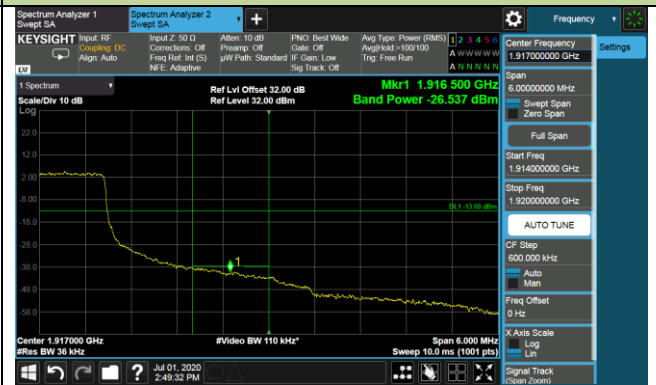 Spectrum Analyzer 1
Swept SA
Spectrum Analyzer 2
Swept SA
+
Frequency
KEYSIGHT
Input: RF
Coupling: DC
Align: Auto
Input Z: 50 Ω
Corrections: Off
Freq Ref: Int (S)
NFE: Adaptive
Atten: 10 dB
Preamp: Off
µW Path: Standard
PNO: Best Wide
Gate: Off
IF Gain: Low
Sig Track: Off
Avg Type: Power (RMS)
Avg|Hold:>100/100
Trig: Free Run
1 2 3 4 5 6
A W W W W W
A N N N N N
LXI
1 Spectrum
Scale/Div 10 dB
Ref Lvl Offset 32.00 dB
Ref Level 32.00 dBm
Mkr1 1.916 500 GHz
Band Power -26.537 dBm
Log
22.0
12.0
2.00
-8.00
-18.0
-28.0
-38.0
-48.0
-58.0
DL1 -13.00 dBm
1
Center 1.917000 GHz
#Res BW 36 kHz
#Video BW 110 kHz*
Span 6.000 MHz
Sweep 10.0 ms (1001 pts)
Jul 01, 2020
2:49:32 PM
Settings
Center Frequency
1.917000000 GHz
Span
6.00000000 MHz
Swept Span
Zero Span
Full Span
Start Freq
1.914000000 GHz
Stop Freq
1.920000000 GHz
AUTO TUNE
CF Step
600.000 kHz
Auto
Man
Freq Offset
0 Hz
X Axis Scale
Log
Lin
Signal Track
(Span Zoom)